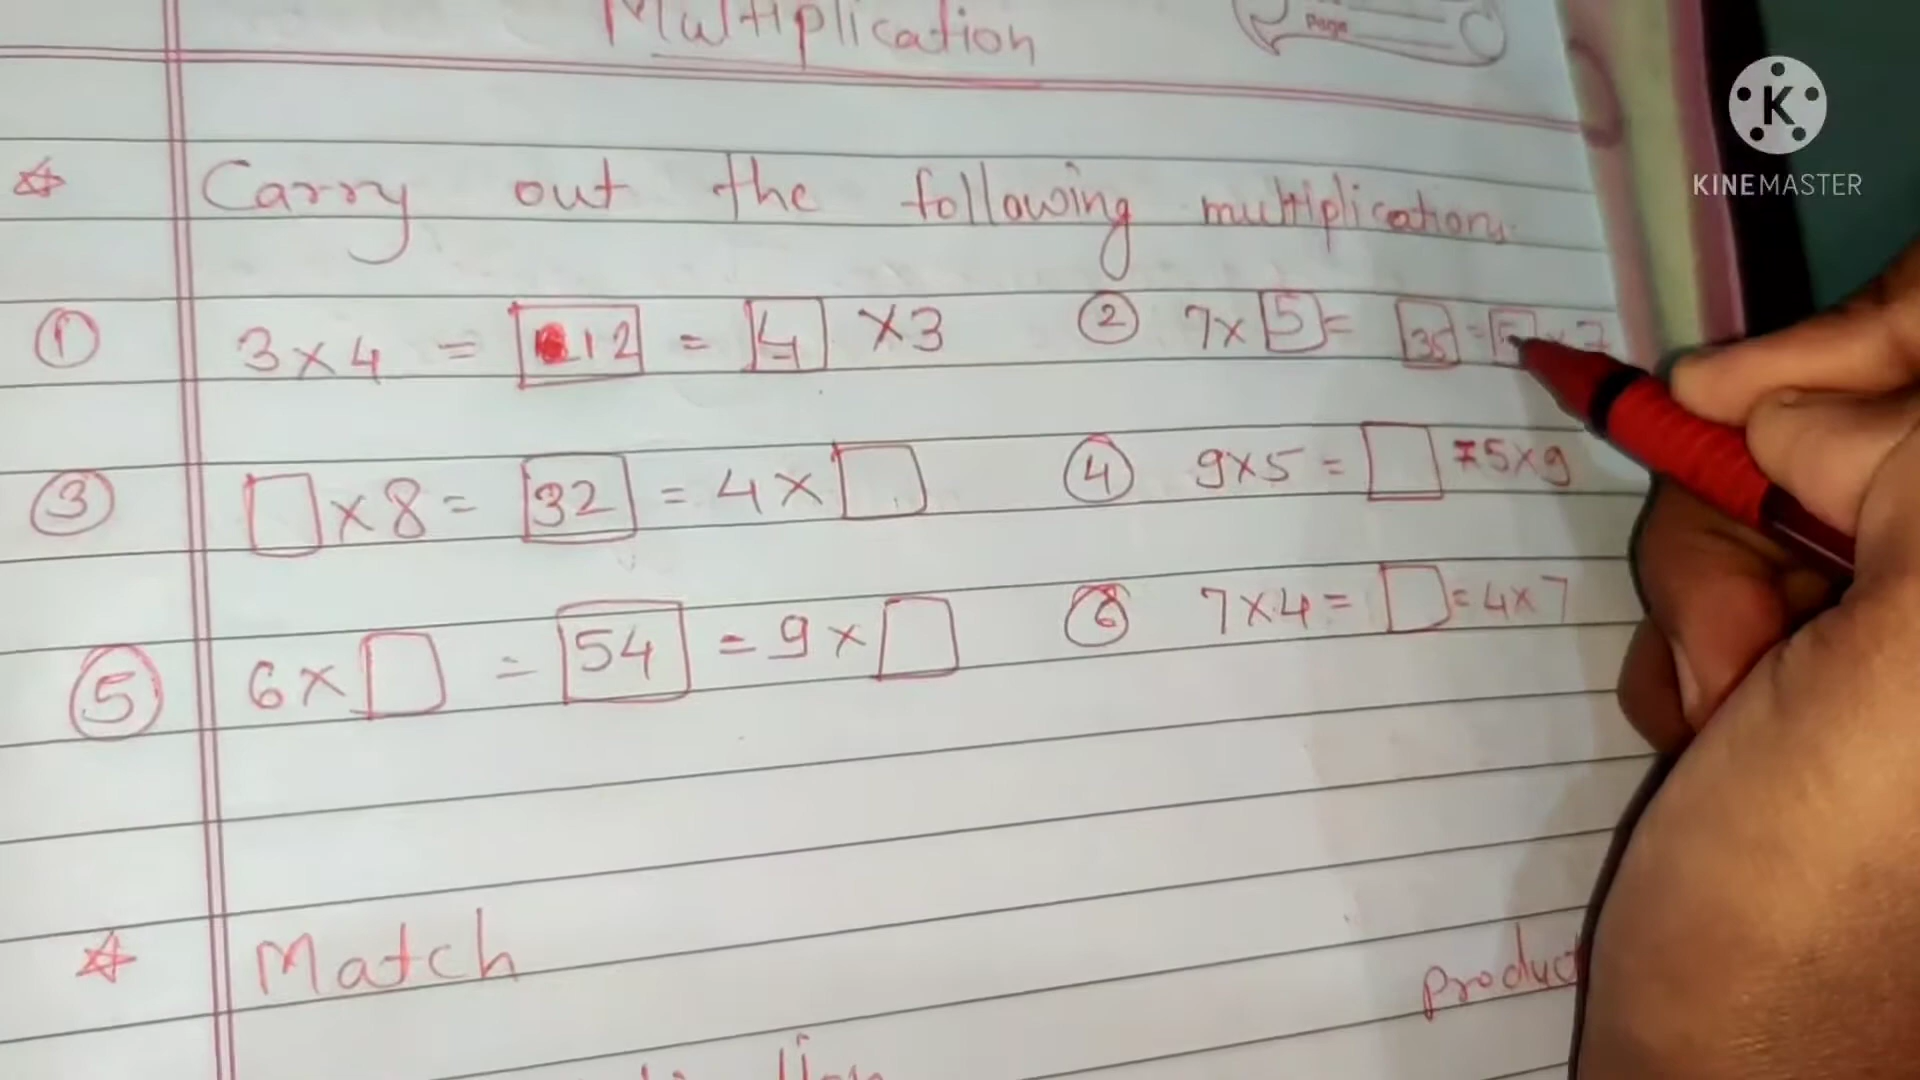 Multiplication
Page
Carry out the following multiplications.
① 3 × 4 = 12 = 4 × 3 ② 7 × 5 = 35 = 5 × 7
③ □ × 8 = 32 = 4 × □ ④ 9 × 5 = □ = 5 × 9
⑤ 6 × □ = 54 = 9 × □ ⑥ 7 × 4 = □ = 4 × 7
Match
product
K
KINEMASTER